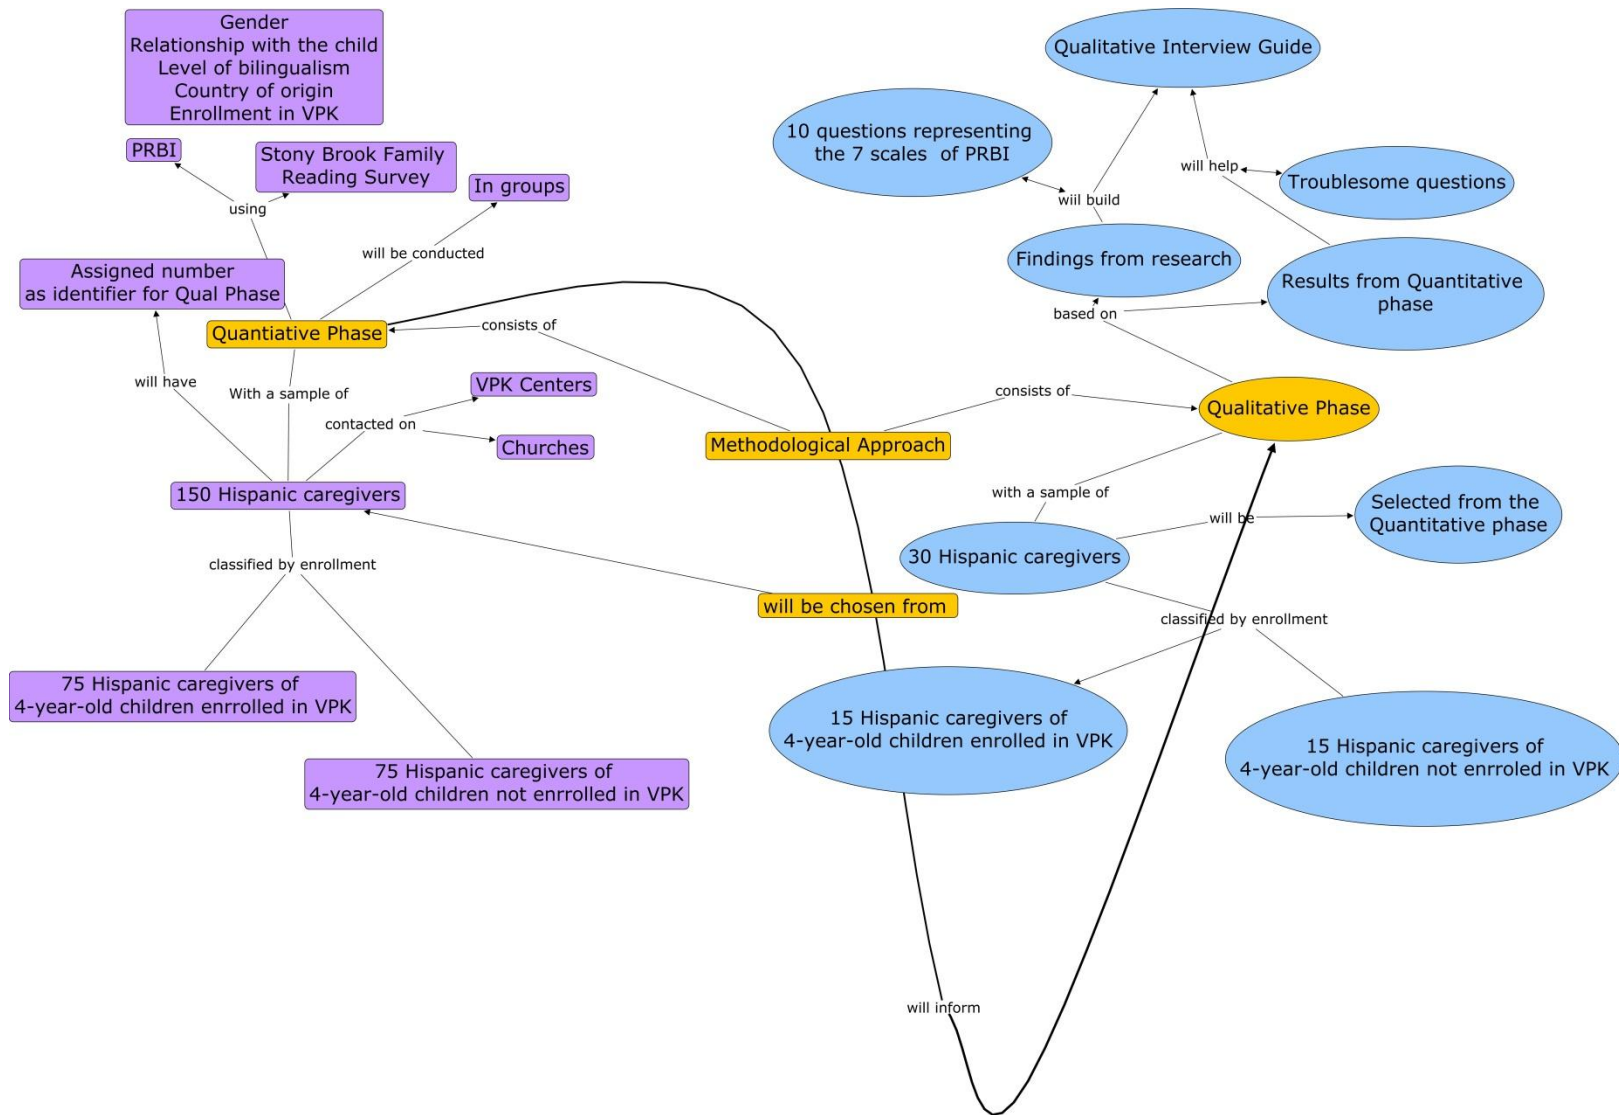 Gender
Relationship with the child
Level of bilingualism
Country of origin
Enrollment in VPK
PRBI
Stony Brook Family
Reading Survey
In groups
using
will be conducted
Assigned number
as identifier for Qual Phase
Quantiative Phase
consists of
will have
With a sample of
VPK Centers
contacted on
Churches
150 Hispanic caregivers
classified by enrollment
75 Hispanic caregivers of
4-year-old children enrrolled in VPK
75 Hispanic caregivers of
4-year-old children not enrrolled in VPK
Methodological Approach
will be chosen from
will inform
Qualitative Interview Guide
10 questions representing
the 7 scales of PRBI
will help
Troublesome questions
wiil build
Findings from research
Results from Quantitative
phase
based on
consists of
Qualitative Phase
with a sample of
Selected from the
Quantitative phase
will be
30 Hispanic caregivers
classified by enrollment
15 Hispanic caregivers of
4-year-old children enrolled in VPK
15 Hispanic caregivers of
4-year-old children not enrroled in VPK